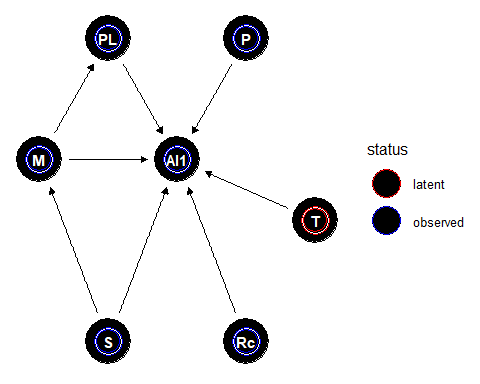 PL
P
M
AI1
status
latent
T
observed
S
Rc